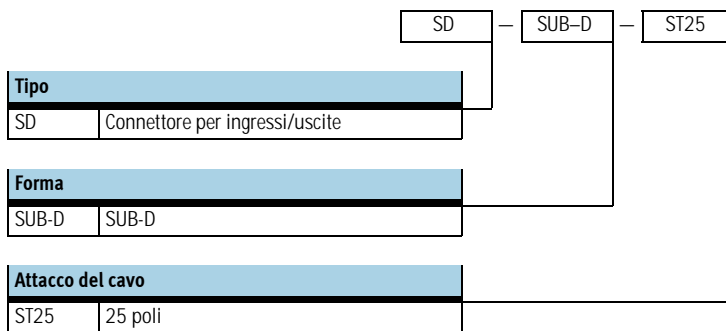 SD – SUB–D – ST25
Tipo
SD Connettore per ingressi/uscite
Forma
SUB-D SUB-D
Attacco del cavo
ST25 25 poli